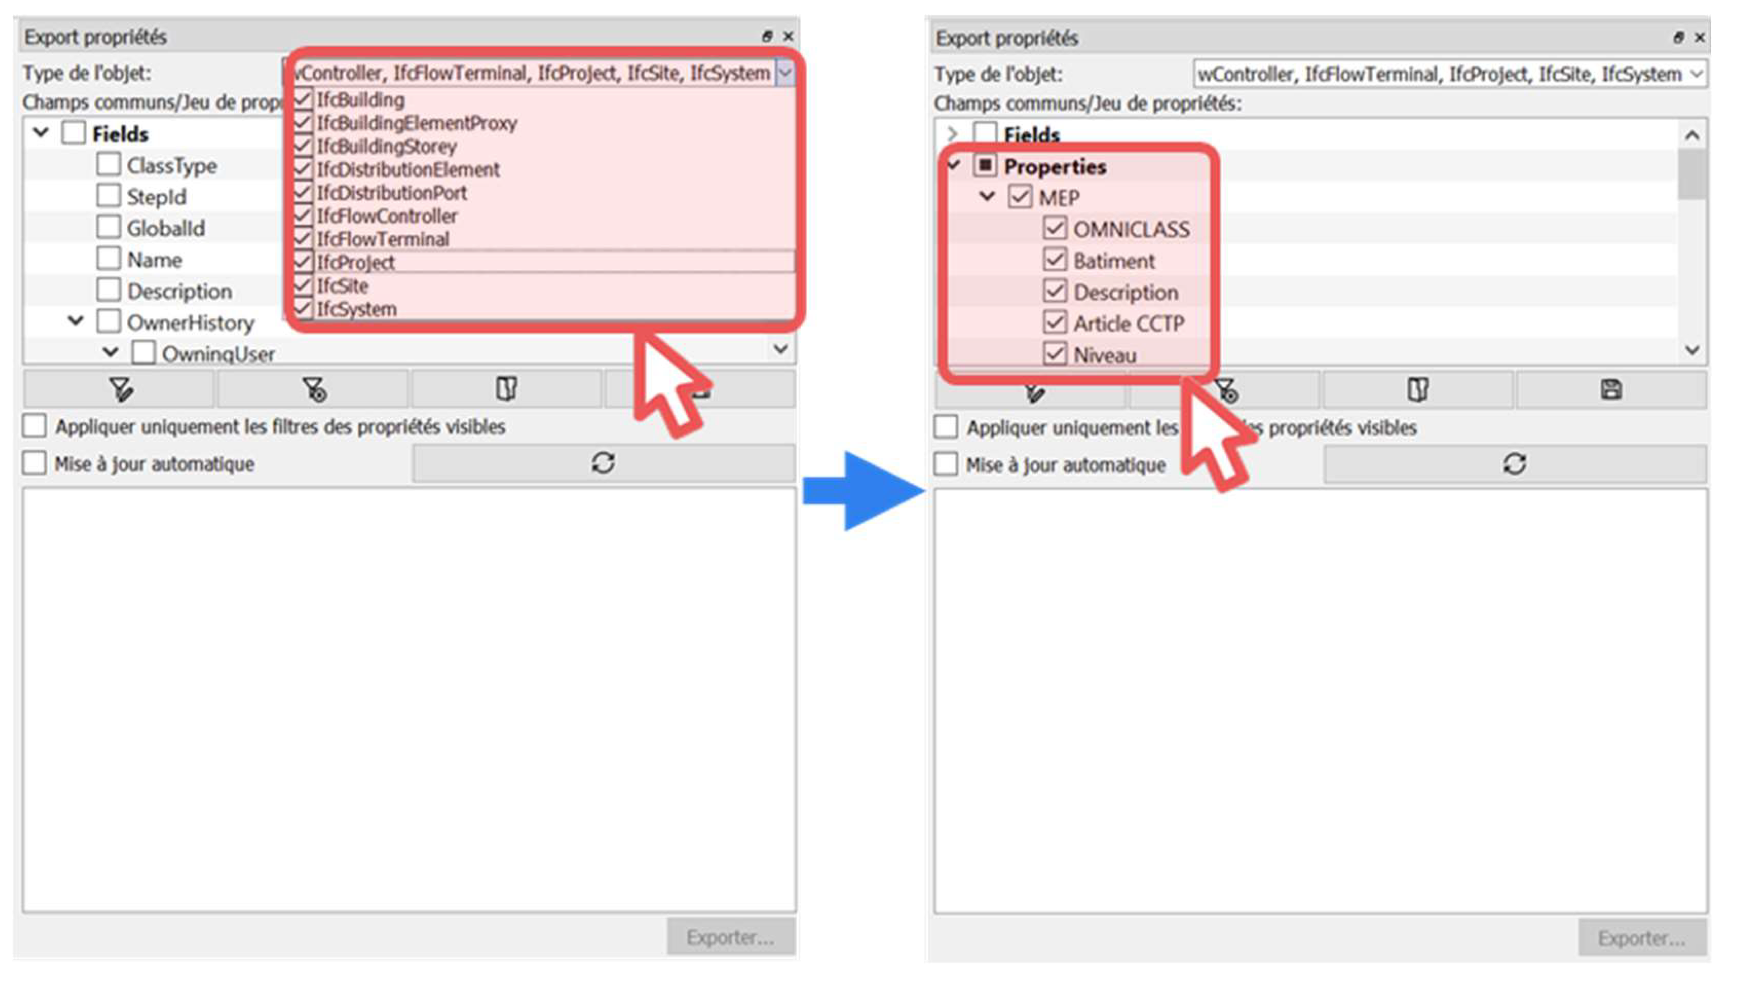 Export propriétés
Type de l'objet:
wController, IfcFlowTerminal, IfcProject, IfcSite, IfcSystem
Champs communs/Jeu de prop
IfcBuilding
IfcBuildingElementProxy
IfcBuildingStorey
IfcDistributionElement
IfcDistributionPort
IfcFlowController
IfcFlowTerminal
IfcProject
IfcSite
IfcSystem
Fields
ClassType
StepId
GlobalId
Name
Description
OwnerHistory
OwningUser
Appliquer uniquement les filtres des propriétés visibles
Mise à jour automatique
Exporter...
Export propriétés
Type de l'objet:
wController, IfcFlowTerminal, IfcProject, IfcSite, IfcSystem
Champs communs/Jeu de propriétés:
Fields
Properties
MEP
OMNICLASS
Batiment
Description
Article CCTP
Niveau
Appliquer uniquement les es propriétés visibles
Mise à jour automatique
Exporter...